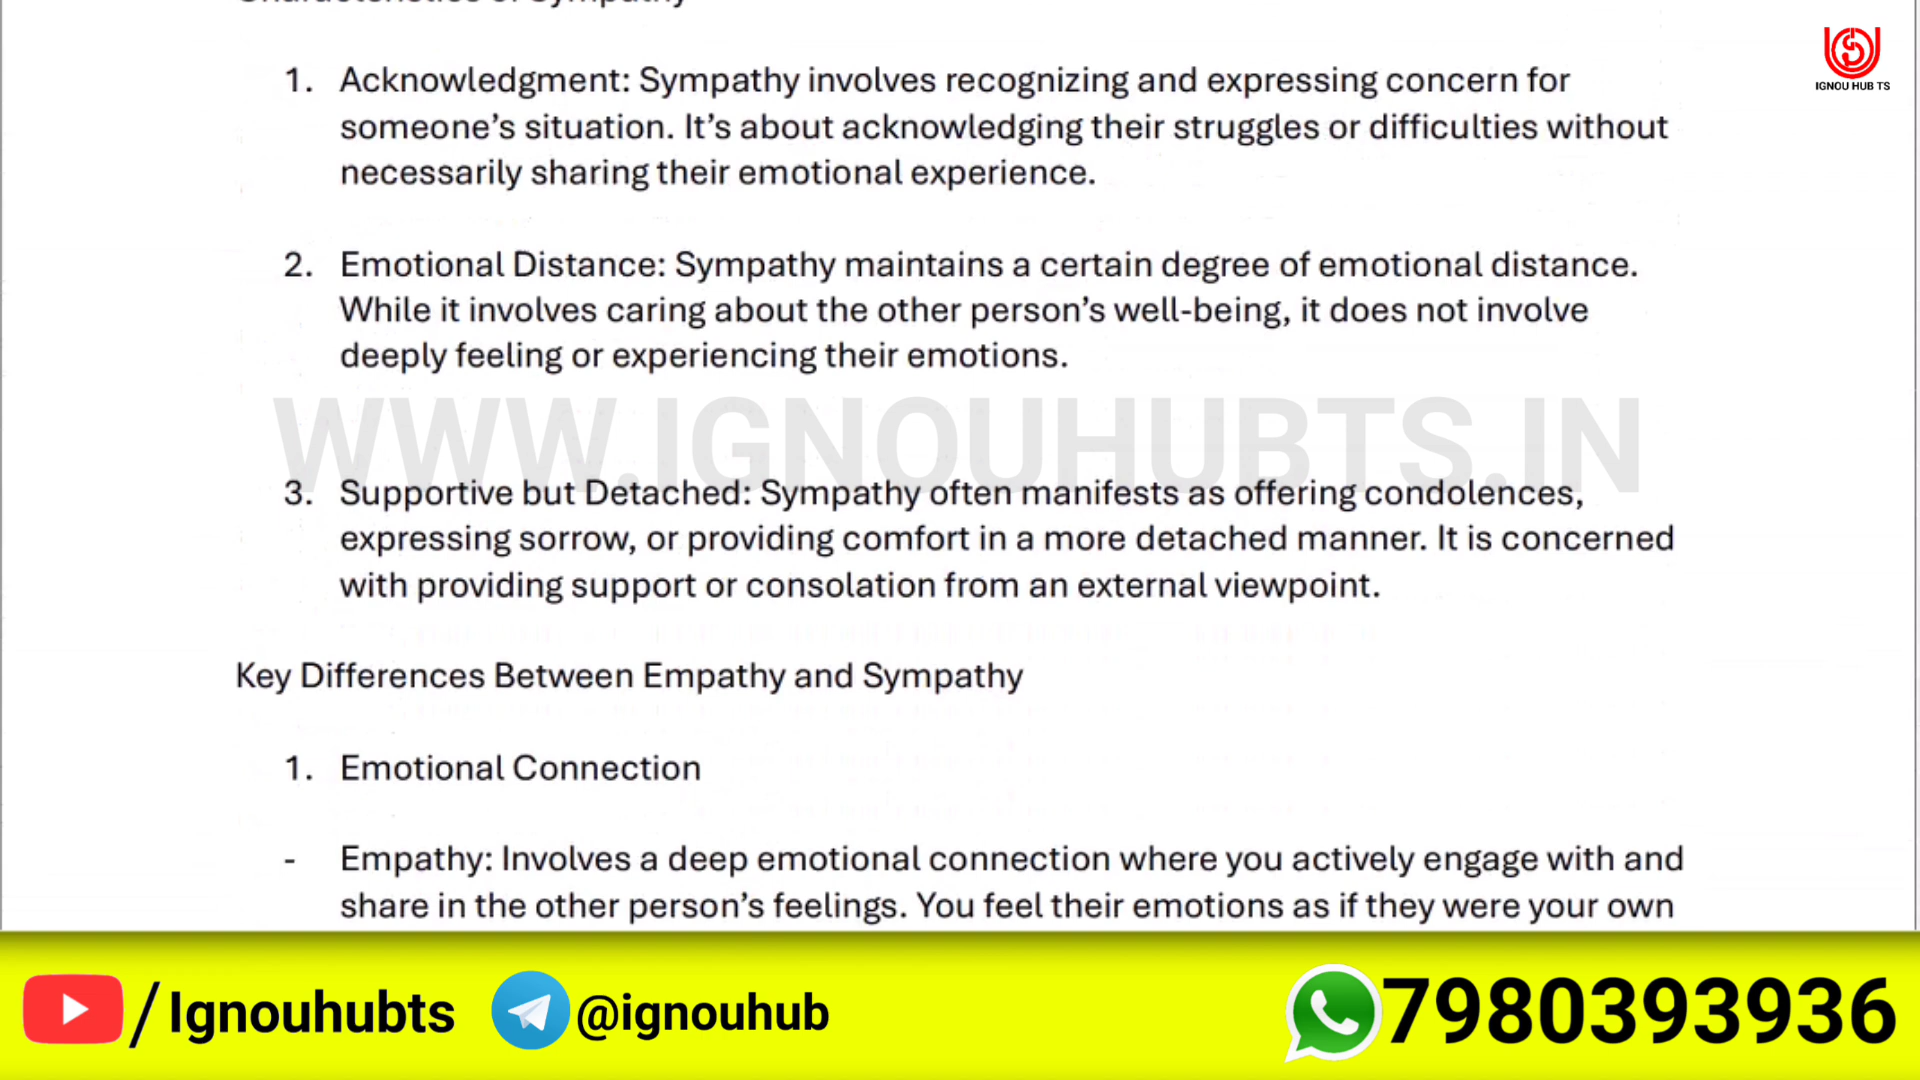 Characteristics of Sympathy
IGNOU HUB TS
1. Acknowledgment: Sympathy involves recognizing and expressing concern for
someone’s situation. It’s about acknowledging their struggles or difficulties without
necessarily sharing their emotional experience.
2. Emotional Distance: Sympathy maintains a certain degree of emotional distance.
While it involves caring about the other person’s well-being, it does not involve
deeply feeling or experiencing their emotions.
WWW.IGNOUHUBTS.IN
3. Supportive but Detached: Sympathy often manifests as offering condolences,
expressing sorrow, or providing comfort in a more detached manner. It is concerned
with providing support or consolation from an external viewpoint.
Key Differences Between Empathy and Sympathy
1. Emotional Connection
- Empathy: Involves a deep emotional connection where you actively engage with and
share in the other person’s feelings. You feel their emotions as if they were your own
/Ignouhubts @ignouhub 7980393936